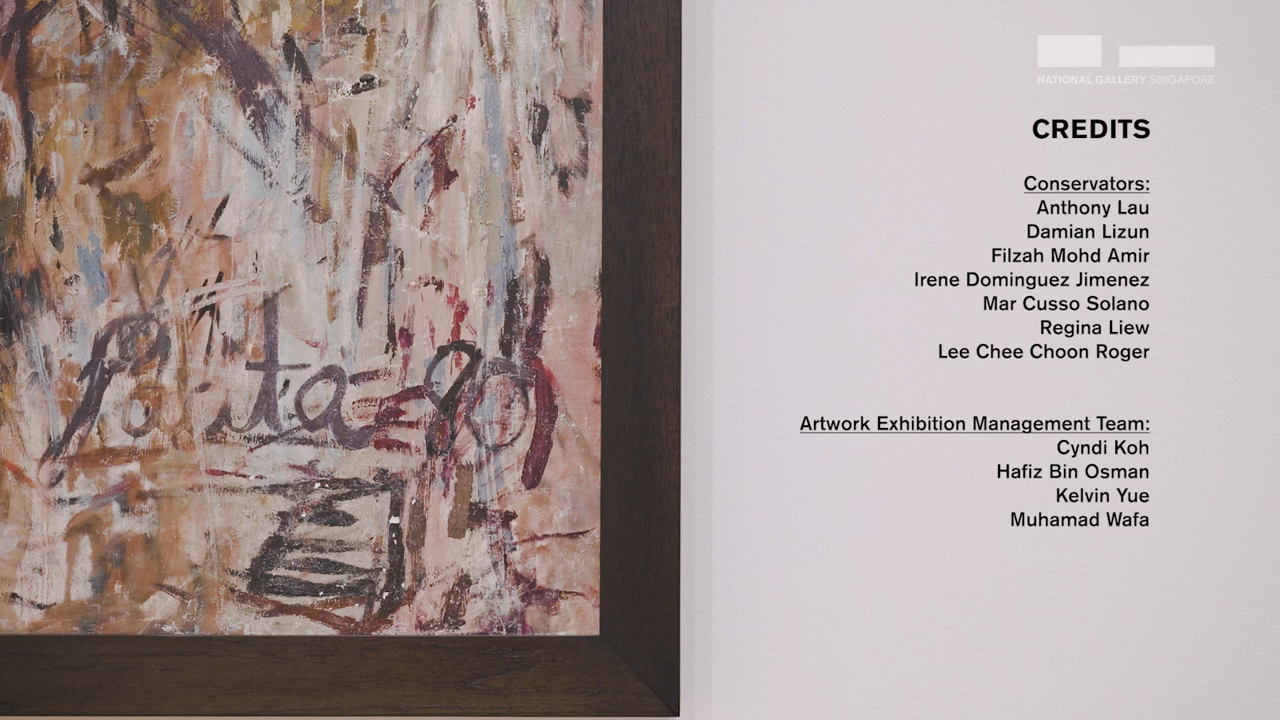 NATIONAL GALLERY SINGAPORE
CREDITS
Conservators:
Anthony Lau
Damian Lizun
Filzah Mohd Amir
Irene Dominguez Jimenez
Mar Cusso Solano
Regina Liew
Lee Chee Choon Roger
Artwork Exhibition Management Team:
Cyndi Koh
Hafiz Bin Osman
Kelvin Yue
Muhamad Wafa